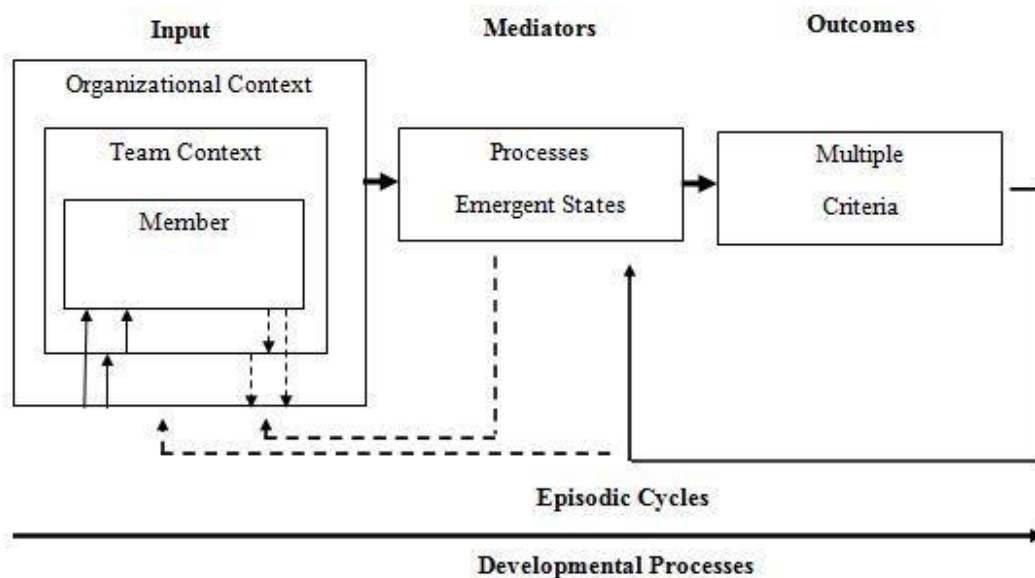 Input
Mediators
Outcomes
Organizational Context
Team Context
Member
Processes
Emergent States
Multiple
Criteria
Episodic Cycles
Developmental Processes